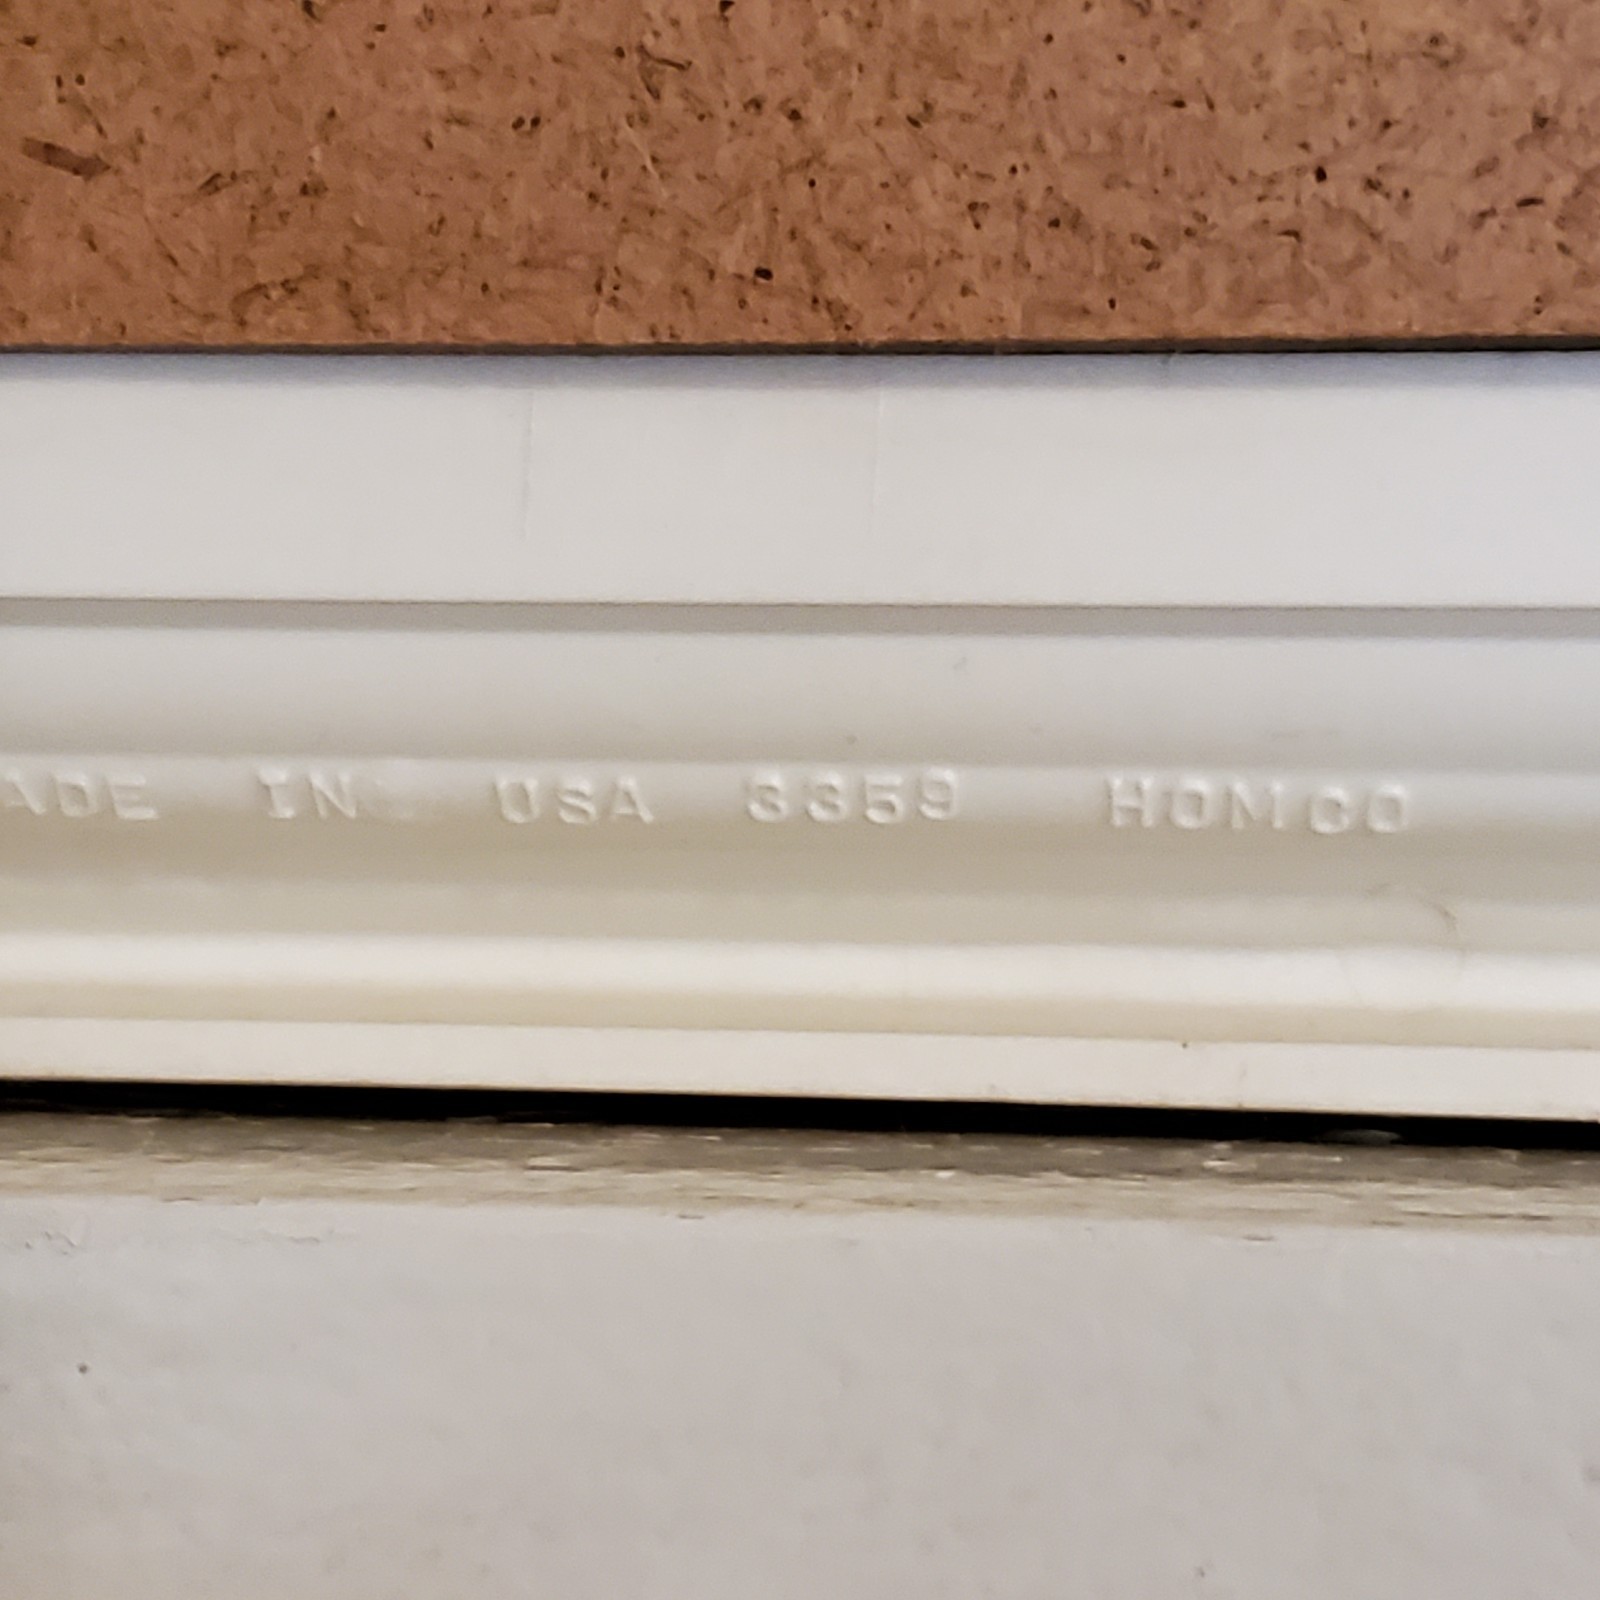 ADE IN USA 3359 HOMCO